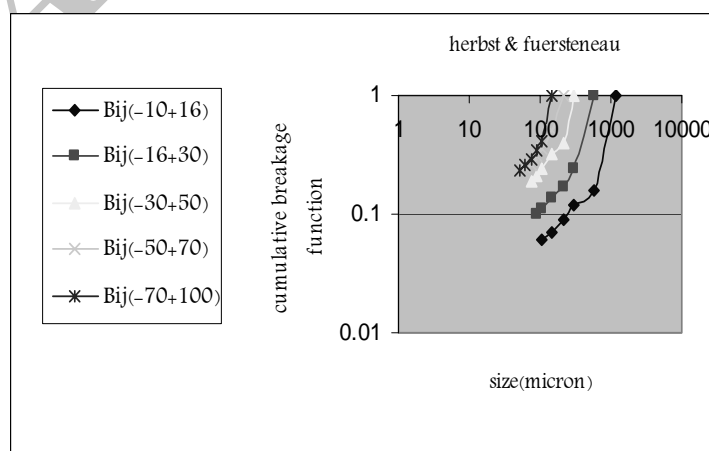 herbst & fuersteneau
Bij(-10+16)
Bij(-16+30)
Bij(-30+50)
Bij(-50+70)
Bij(-70+100)
cumulative breakage
function
1
0.1
0.01
1 10 100 1000 10000
size(micron)